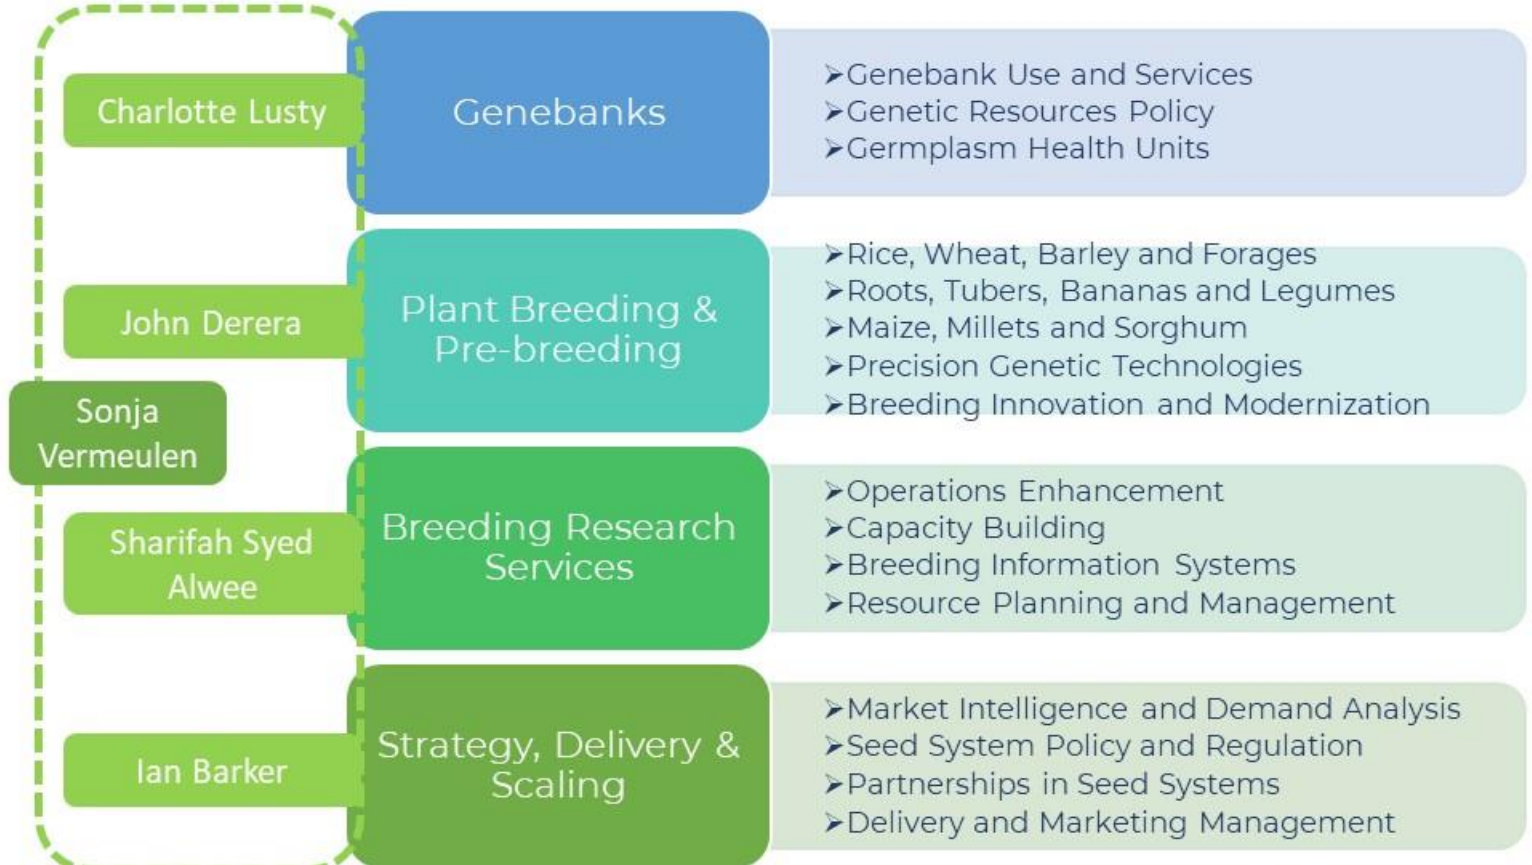 Charlotte Lusty
Genebanks
➢Genebank Use and Services
➢Genetic Resources Policy
➢Germplasm Health Units
John Derera
Plant Breeding &
Pre-breeding
➢Rice, Wheat, Barley and Forages
➢Roots, Tubers, Bananas and Legumes
➢Maize, Millets and Sorghum
➢Precision Genetic Technologies
➢Breeding Innovation and Modernization
Sonja
Vermeulen
Sharifah Syed
Alwee
Breeding Research
Services
➢Operations Enhancement
➢Capacity Building
➢Breeding Information Systems
➢Resource Planning and Management
Ian Barker
Strategy, Delivery &
Scaling
➢Market Intelligence and Demand Analysis
➢Seed System Policy and Regulation
➢Partnerships in Seed Systems
➢Delivery and Marketing Management